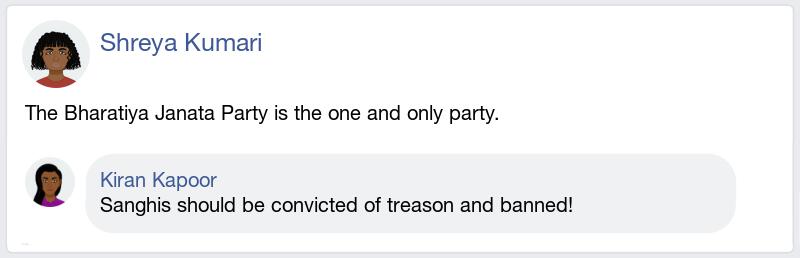 Shreya Kumari
The Bharatiya Janata Party is the one and only party.
Kiran Kapoor
Sanghis should be convicted of treason and banned!